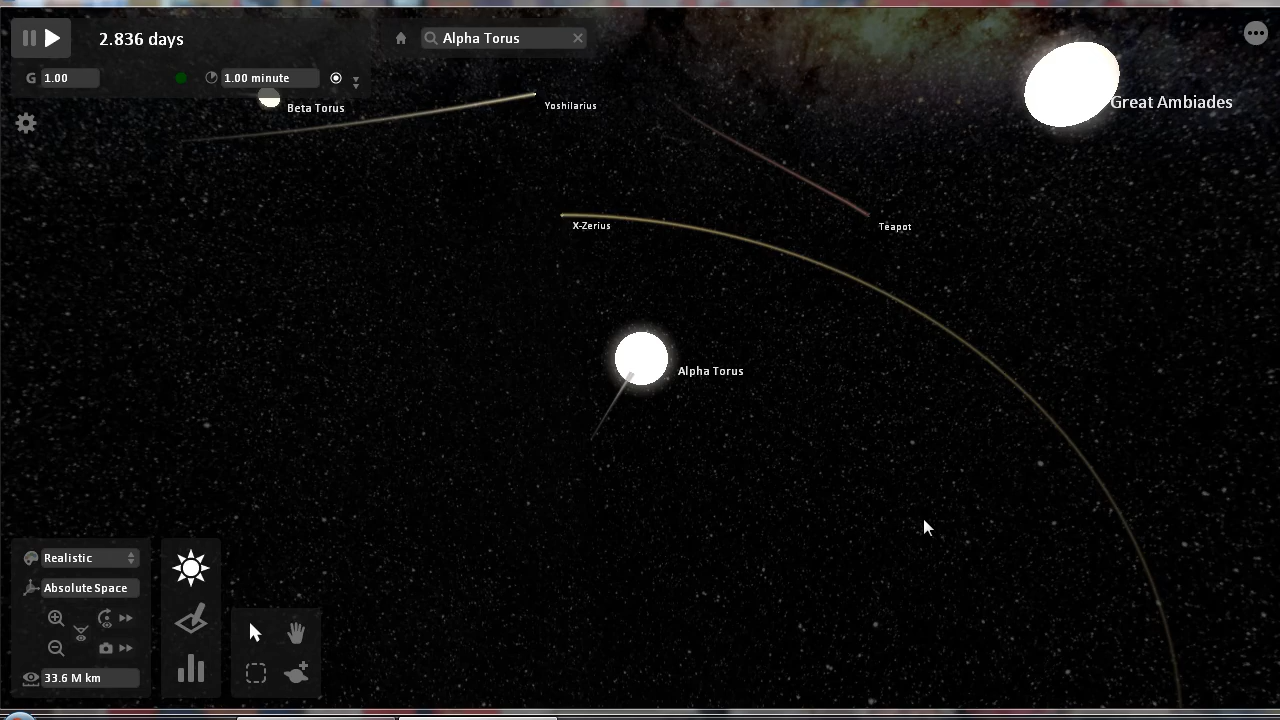 2.836 days
Alpha Torus
G 1.00
1.00 minute
Great Ambiades
Beta Torus
Yoshilarius
X-Zerius
Teapot
Alpha Torus
Realistic
Absolute Space
33.6 M km